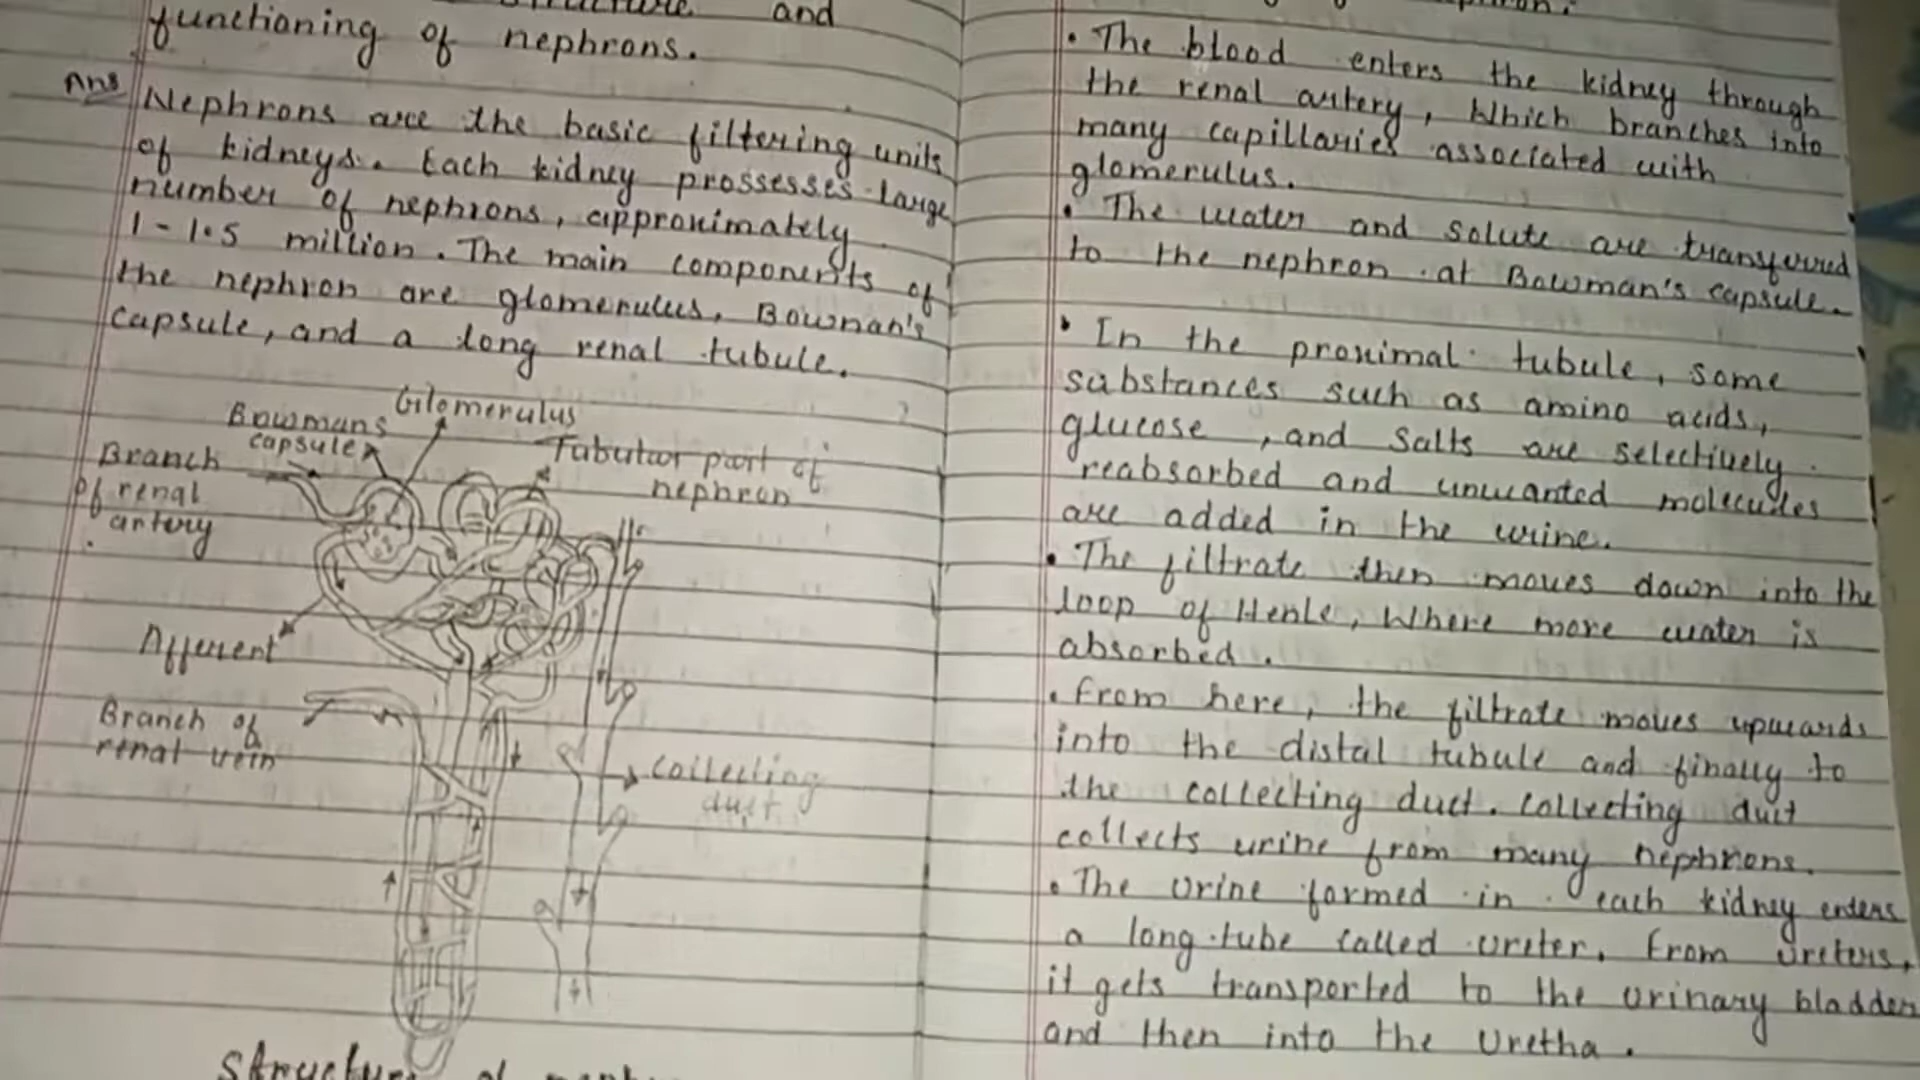 structure and
functioning of nephrons.
Ans Nephrons are the basic filtering units
of kidneys. Each kidney prossesses large
number of nephrons, approximately
1-1.5 million. The main components of
the nephron are glomerulus, Bowman's
capsule, and a long renal tubule.
Glomerulus
Bowmans
capsule
Tubular part of
nephron
Branch
of renal
artery
Afferent
Branch of
renal vein
Collecting
duct
Structure of
• The blood enters the kidney through
the renal artery, Which branches into
many capillaries associated with
glomerulus.
• The water and solute are transferred
to the nephron at Bowman's capsule.
• In the proximal tubule, some
substances such as amino acids,
glucose, and salts are selectively
reabsorbed and unwanted molecules
are added in the urine.
• The filtrate then moves down into the
loop of Henle, Where more water is
absorbed.
• From here, the filtrate moves upwards
into the distal tubule and finally to
the collecting duct. Collecting duct
collects urine from many nephrons.
• The Urine formed in each kidney enters
a long tube called ureter. From Ureters,
it gets transported to the urinary bladder
and then into the Uretha.